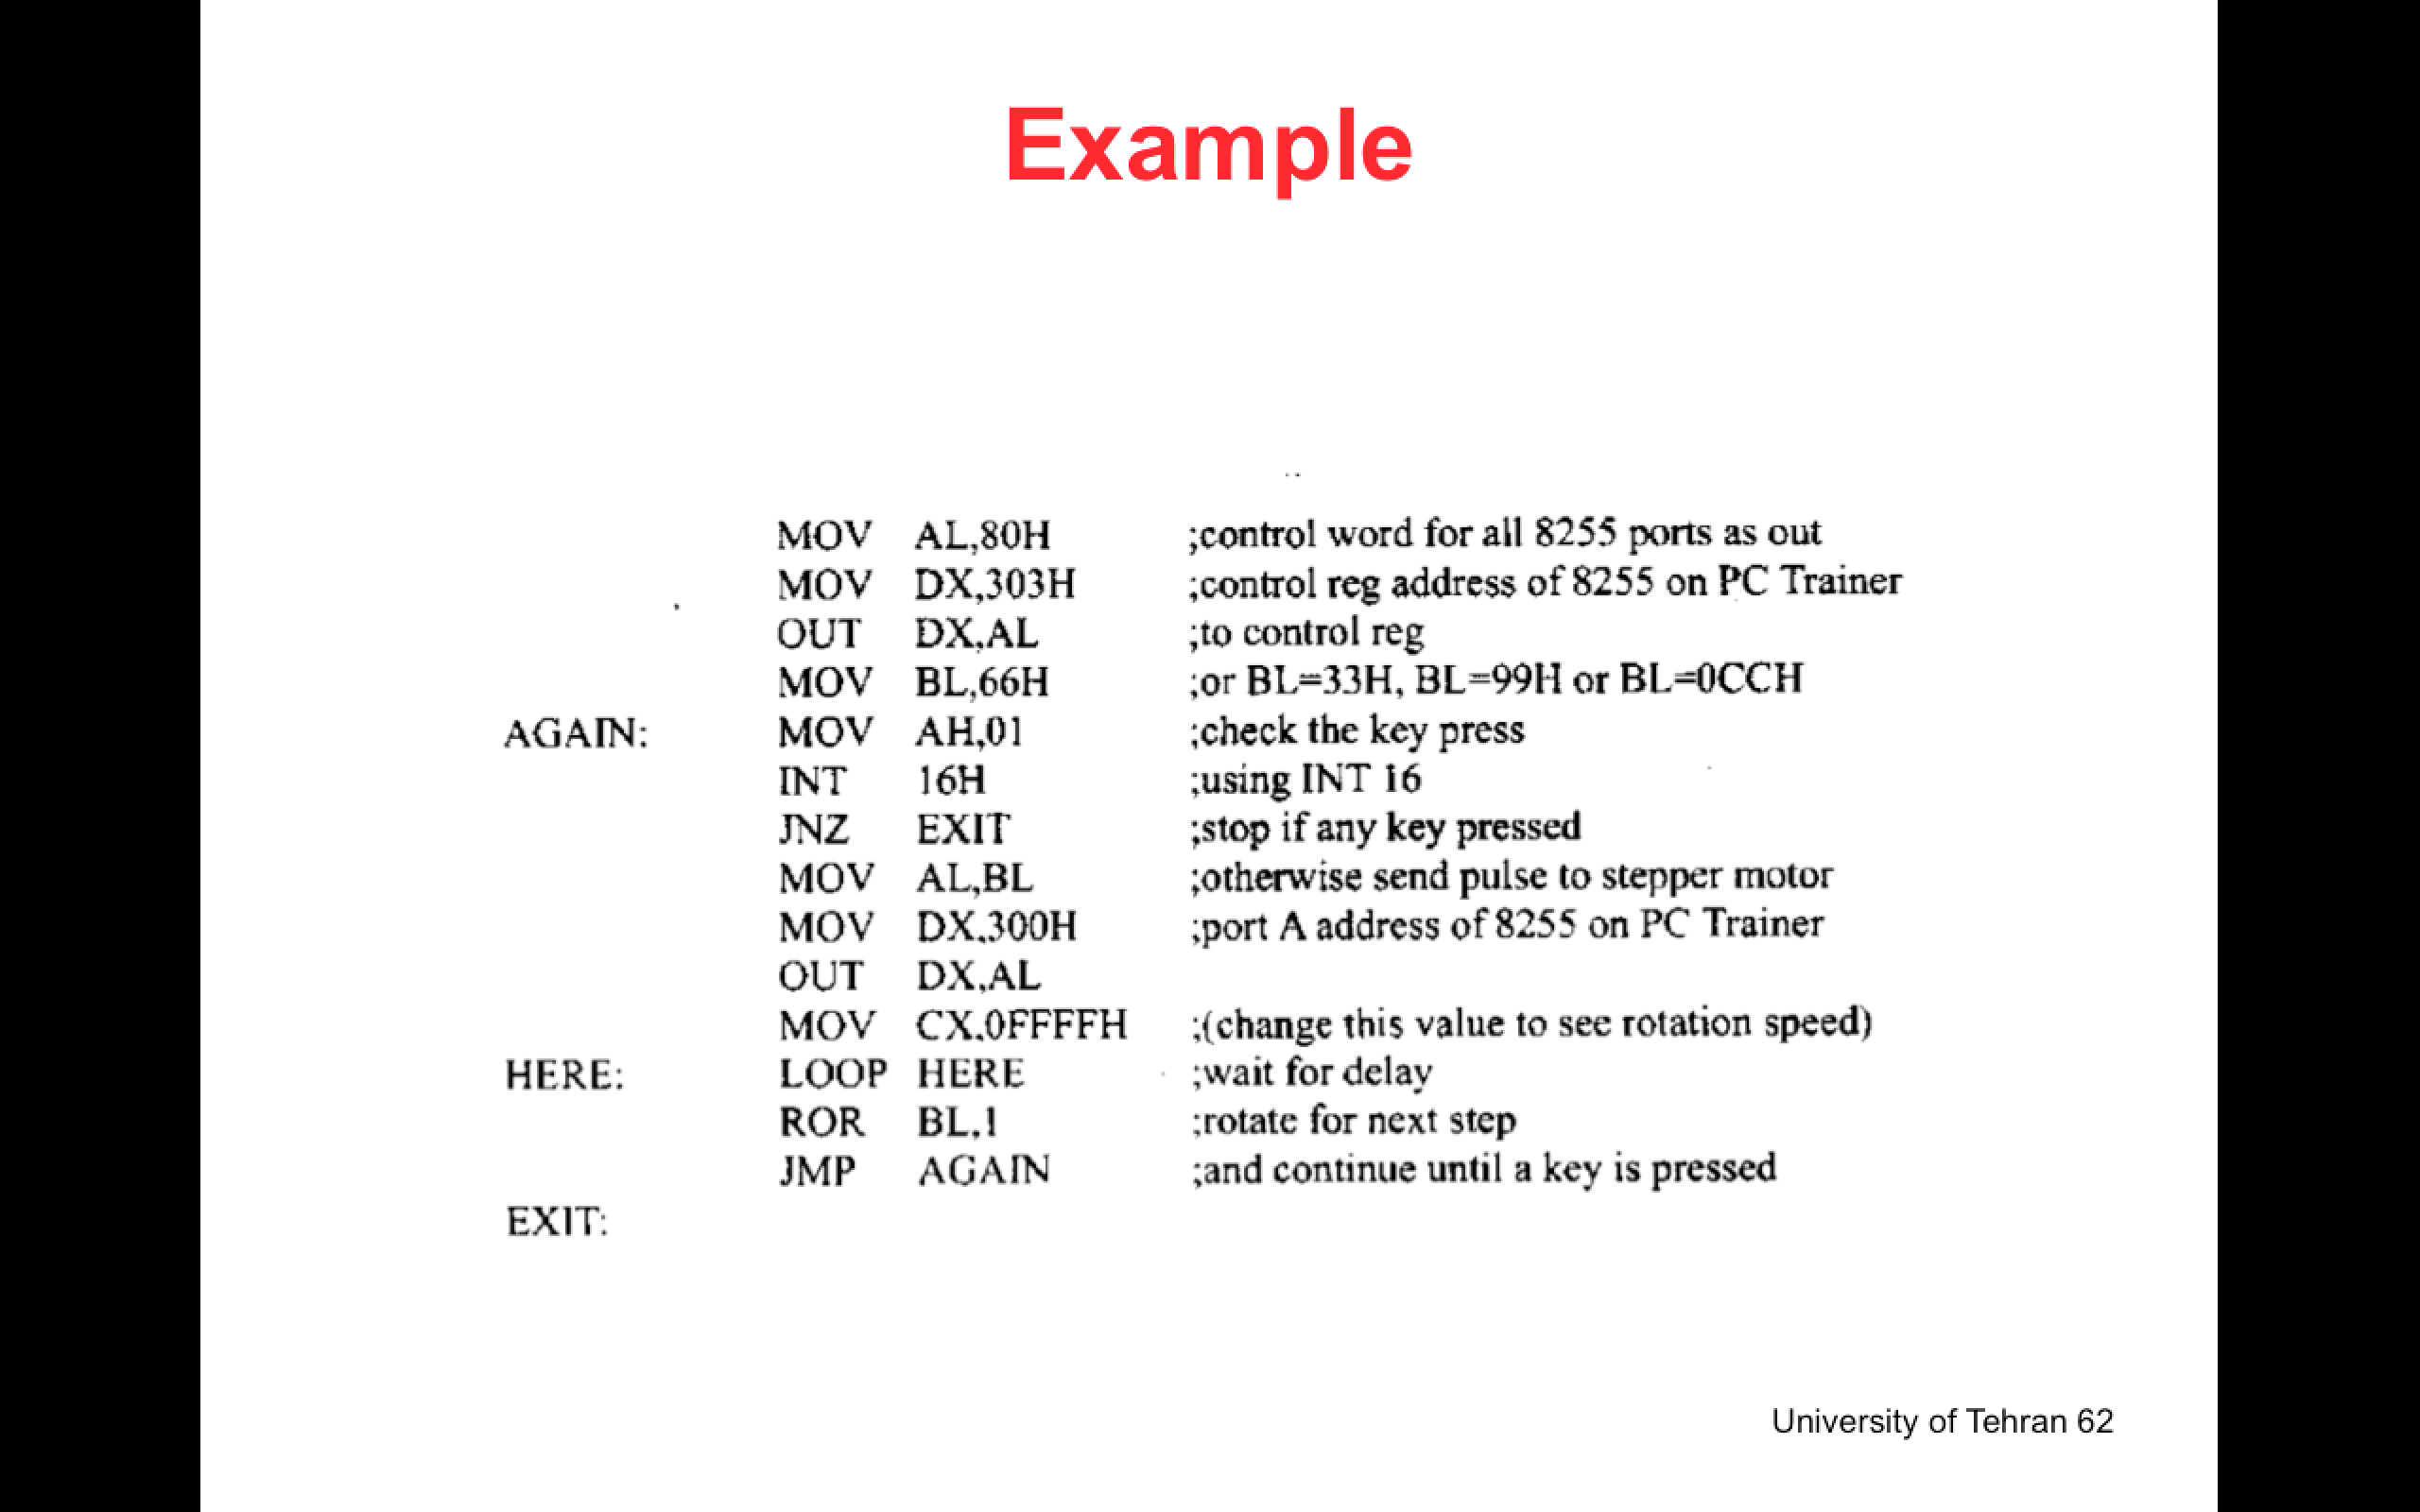 Example
MOV AL,80H ;control word for all 8255 ports as out
MOV DX,303H ;control reg address of 8255 on PC Trainer
OUT DX,AL ;to control reg
MOV BL,66H ;or BL=33H, BL=99H or BL=0CCH
AGAIN: MOV AH,01 ;check the key press
INT 16H ;using INT 16
JNZ EXIT ;stop if any key pressed
MOV AL,BL ;otherwise send pulse to stepper motor
MOV DX,300H ;port A address of 8255 on PC Trainer
OUT DX,AL
MOV CX,0FFFFH ;(change this value to see rotation speed)
HERE: LOOP HERE ;wait for delay
ROR BL,1 ;rotate for next step
JMP AGAIN ;and continue until a key is pressed
EXIT:
University of Tehran 62